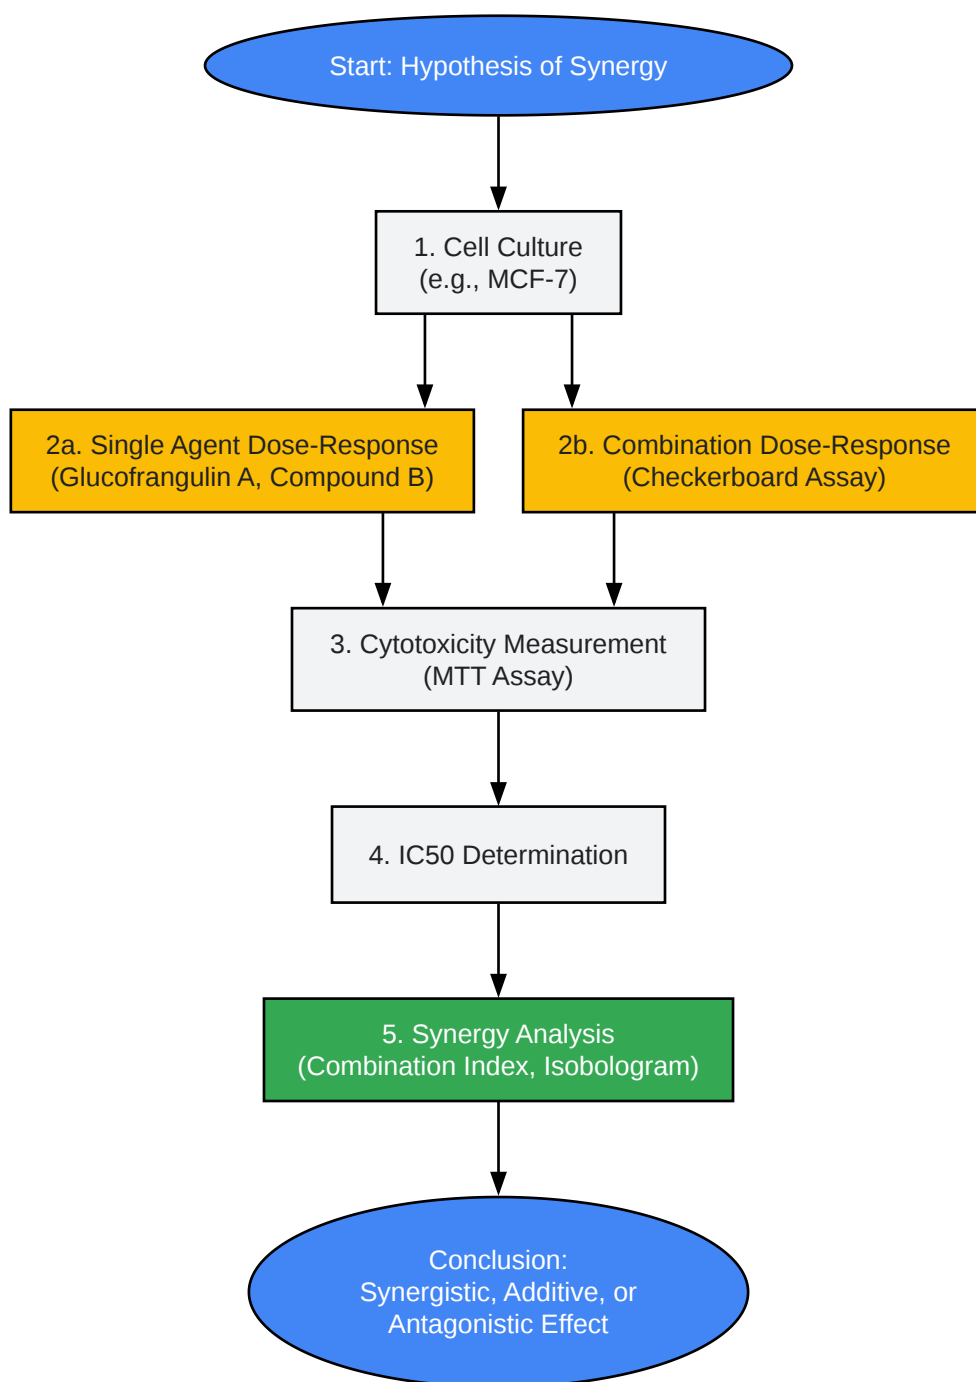 Start: Hypothesis of Synergy
1. Cell Culture
(e.g., MCF-7)
2a. Single Agent Dose-Response
(Glucofrangulin A, Compound B)
2b. Combination Dose-Response
(Checkerboard Assay)
3. Cytotoxicity Measurement
(MTT Assay)
4. IC50 Determination
5. Synergy Analysis
(Combination Index, Isobologram)
Conclusion:
Synergistic, Additive, or
Antagonistic Effect